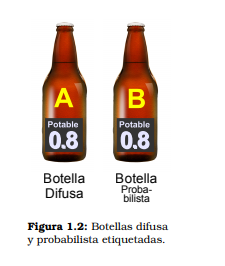 A B
Potable Potable
0.8 0.8
Botella Botella
Difusa Proba-
bilista
Figura 1.2: Botellas difusa
y probabilista etiquetadas.